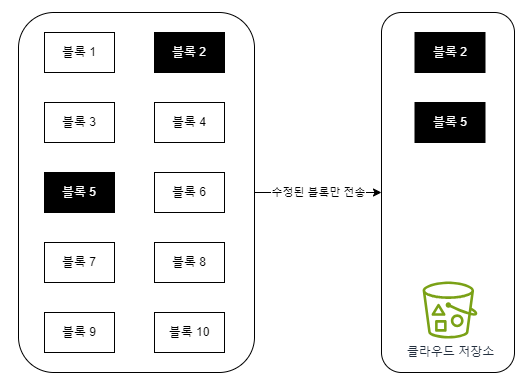 블록 1
블록 2
블록 3
블록 4
블록 5
블록 6
블록 7
블록 8
블록 9
블록 10
수정된 블록만 전송
블록 2
블록 5
클라우드 저장소